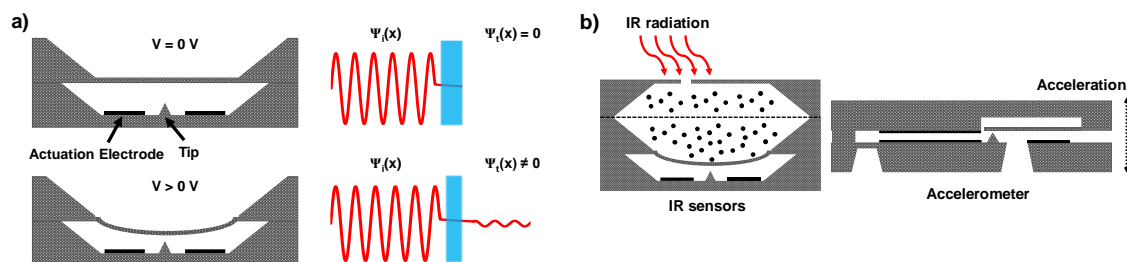 a)
V = 0 V
Ψi(x)
Ψt(x) = 0
Actuation Electrode
Tip
V > 0 V
Ψi(x)
Ψt(x) ≠ 0
b)
IR radiation
Acceleration
IR sensors
Accelerometer